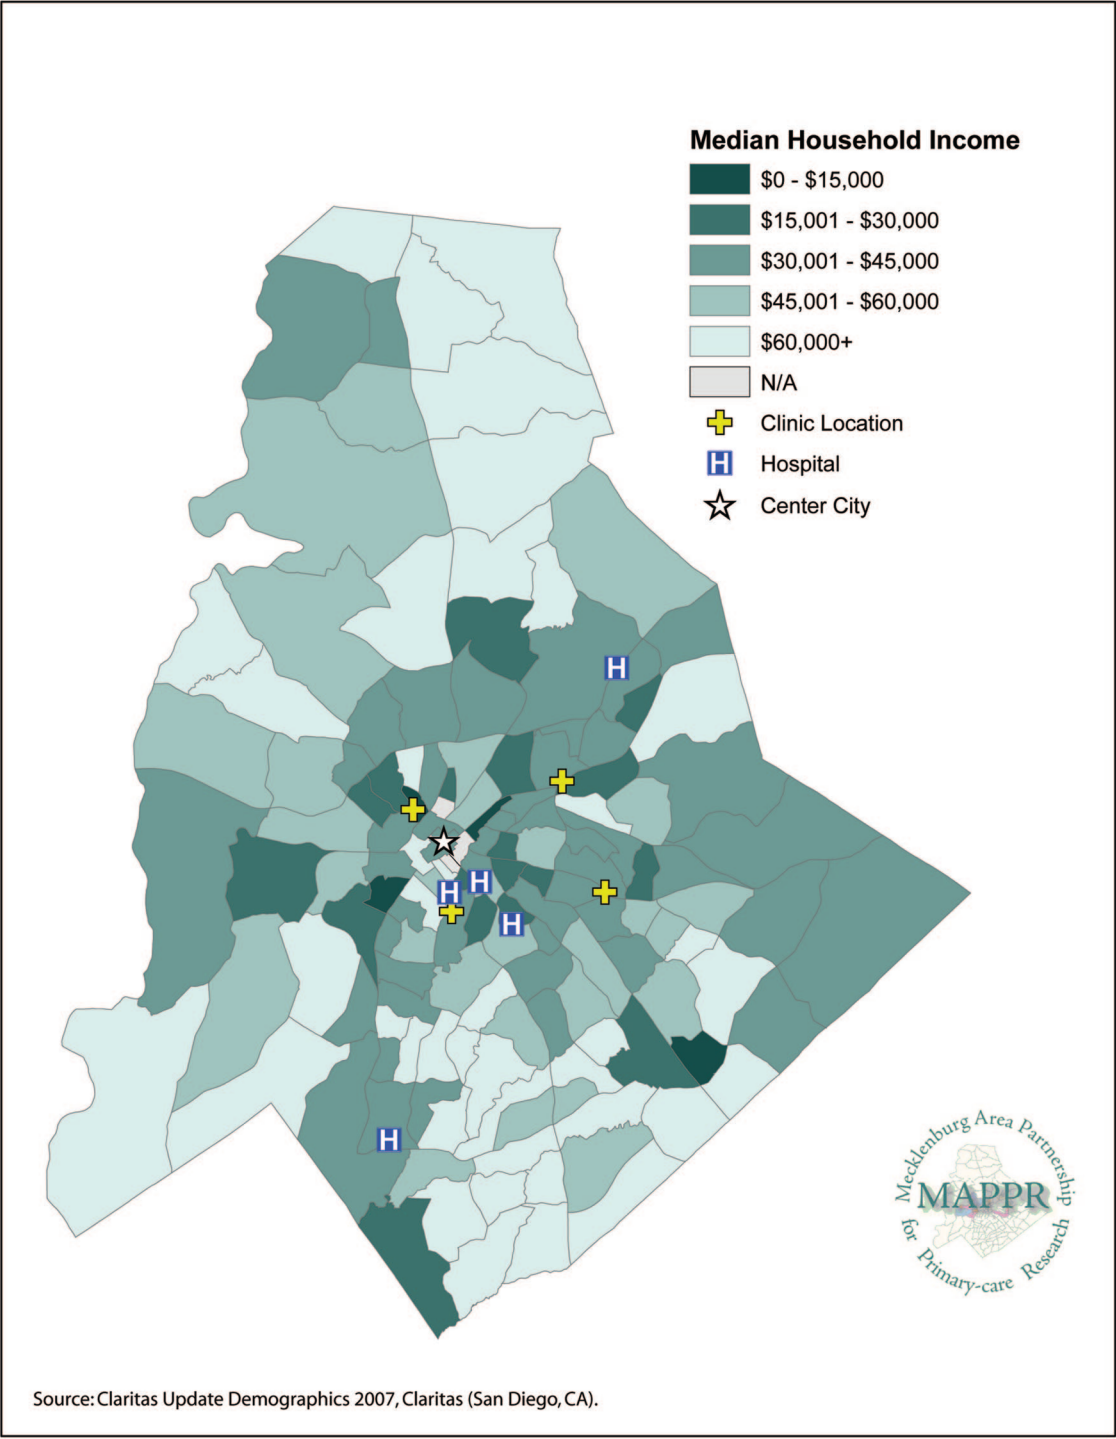 Median Household Income
$0 - $15,000
$15,001 - $30,000
$30,001 - $45,000
$45,001 - $60,000
$60,000+
N/A
Clinic Location
H Hospital
Center City
H
H
H
H
H
Mecklenburg Area Partnership
MAPPR
for Primary-care Research
Source: Claritas Update Demographics 2007, Claritas (San Diego, CA).